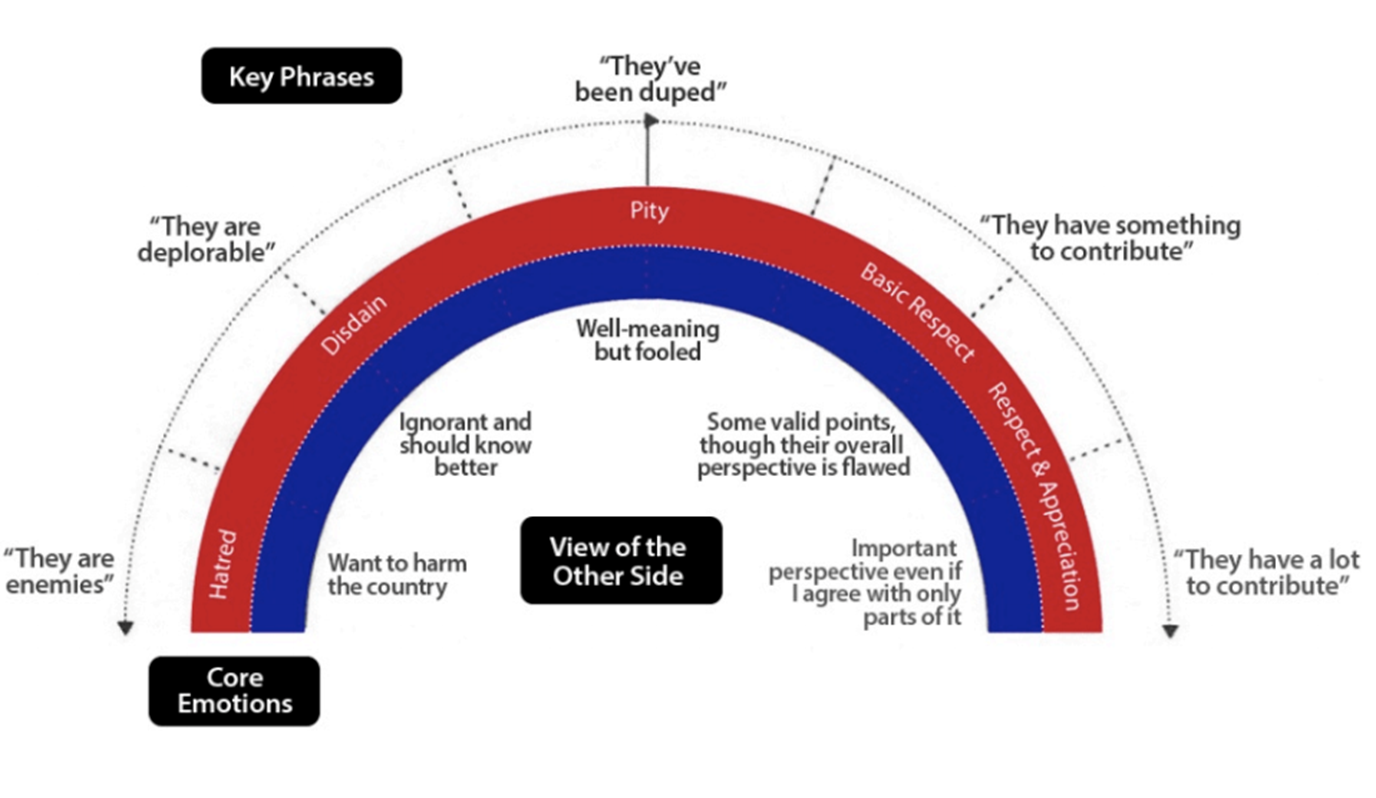 Key Phrases
“They’ve
been duped”
“They are
deplorable”
“They have something
to contribute”
“They are
enemies”
“They have a lot
to contribute”
Hatred
Disdain
Pity
Basic Respect
Respect & Appreciation
Well-meaning
but fooled
Ignorant and
should know
better
Some valid points,
though their overall
perspective is flawed
Want to harm
the country
Important
perspective even if
I agree with only
parts of it
View of the
Other Side
Core
Emotions